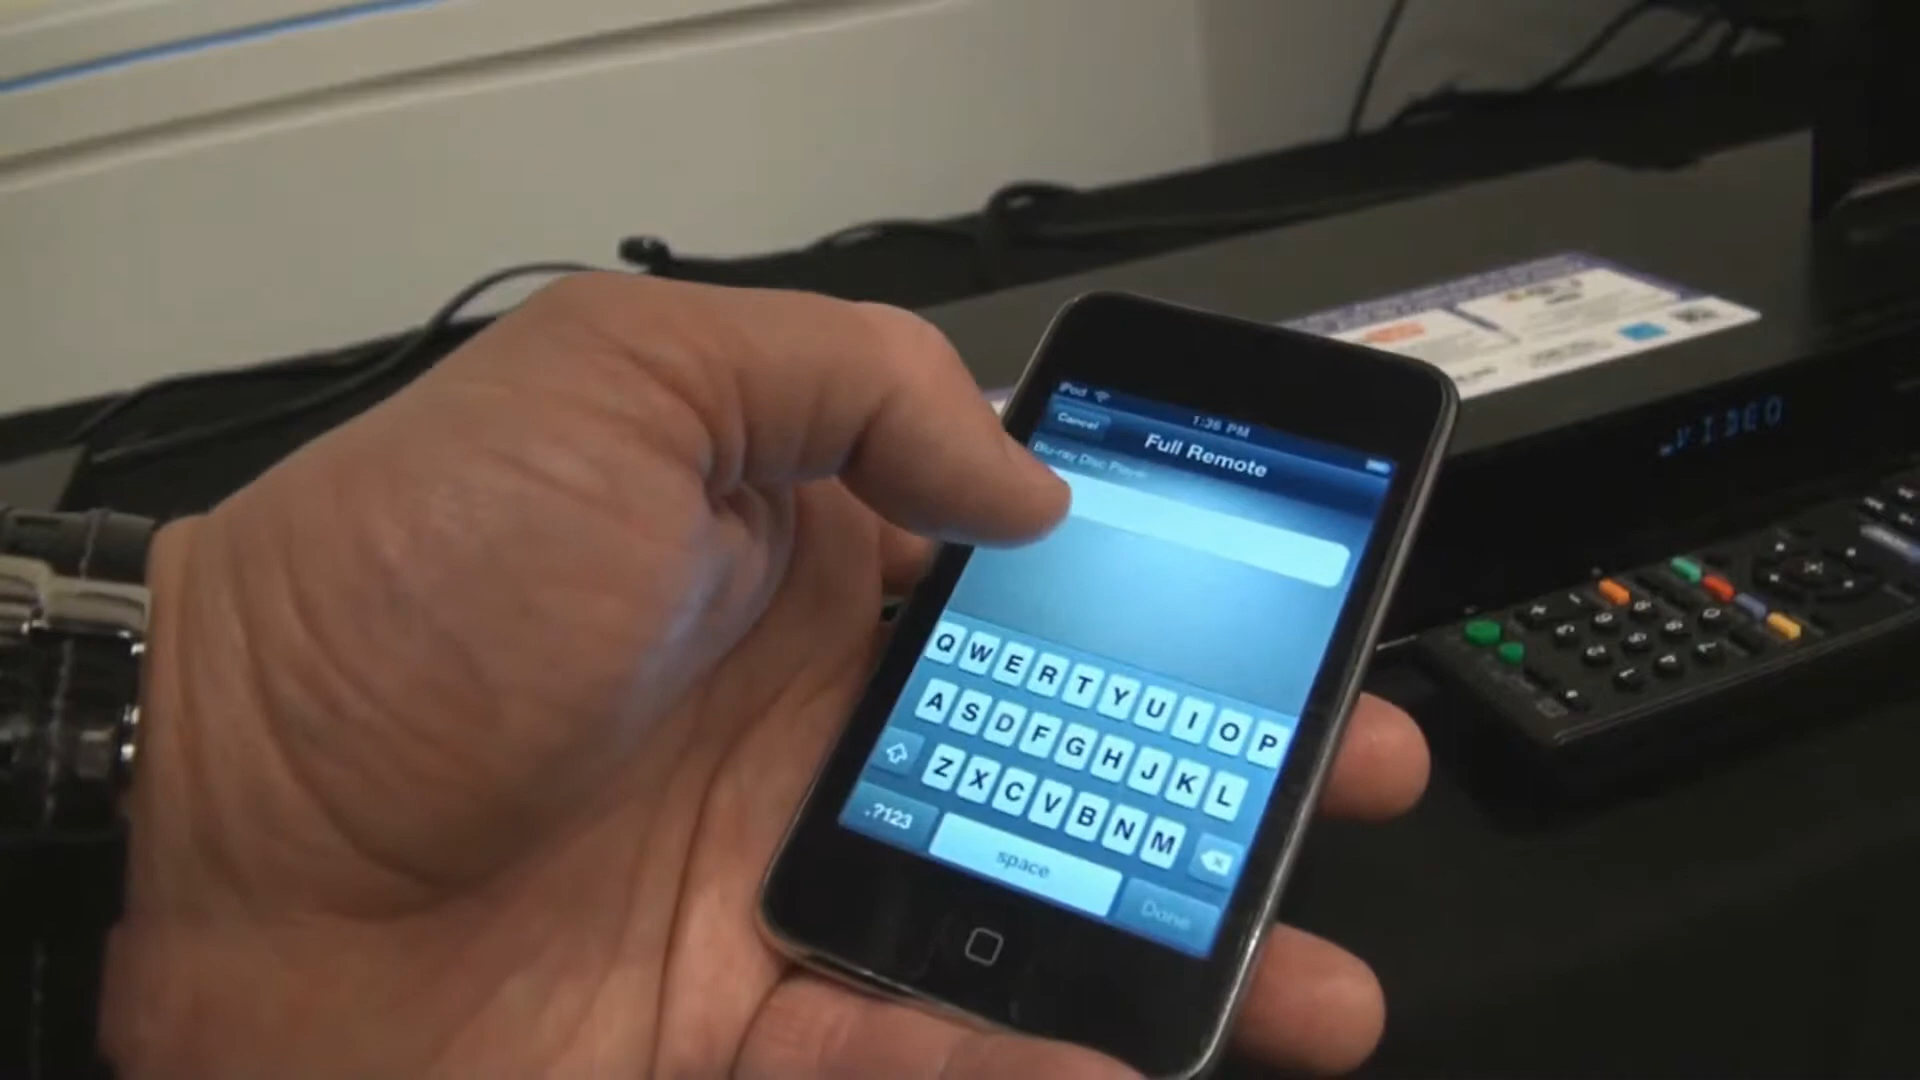 iPod
1:36 PM
Cancel
Full Remote
Blu-ray Disc Player
Q W E R T Y U I O P
A S D F G H J K L
Z X C V B N M
.?123
space
Done
VIDEO